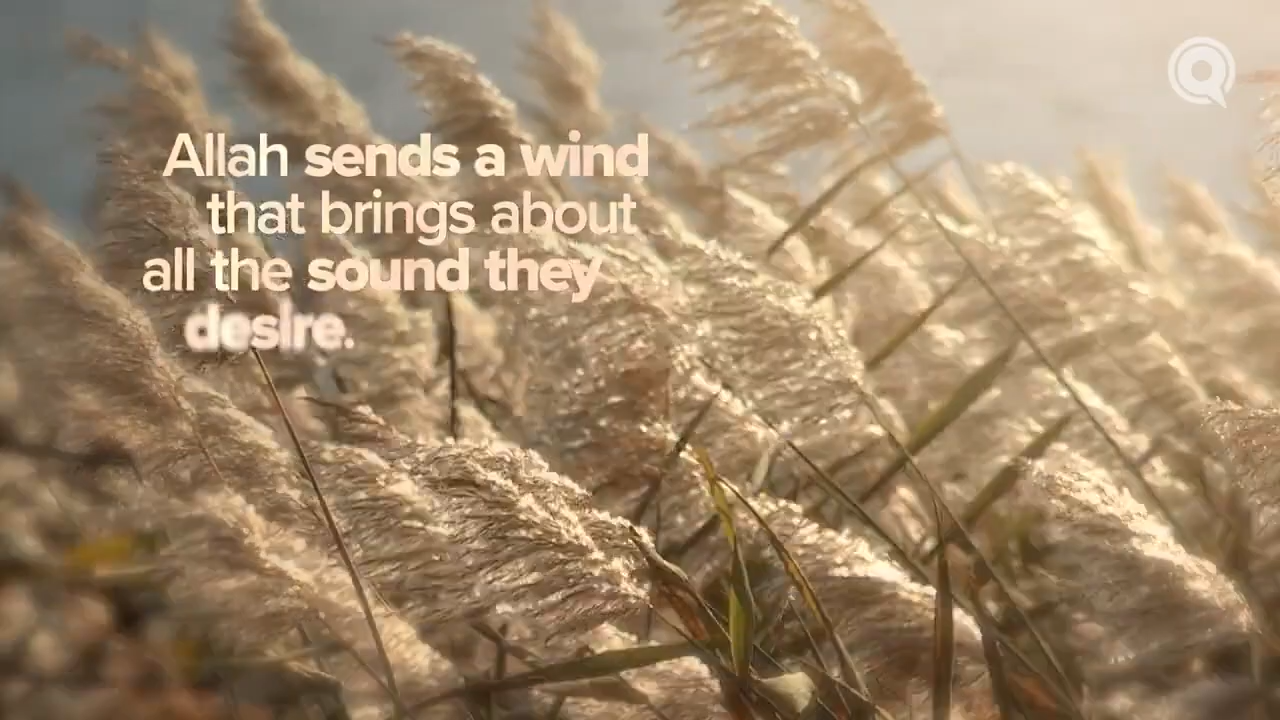 Allah sends a wind
that brings about
all the sound they
desire.